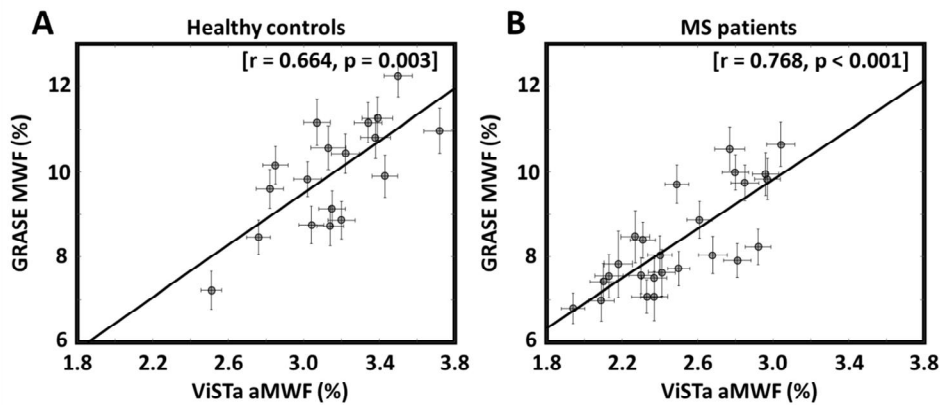 A
Healthy controls
[r = 0.664, p = 0.003]
GRASE MWF (%)
12
10
8
6
1.8 2.2 2.6 3.0 3.4 3.8
ViSTa aMWF (%)
B
MS patients
[r = 0.768, p < 0.001]
GRASE MWF (%)
12
10
8
6
1.8 2.2 2.6 3.0 3.4 3.8
ViSTa aMWF (%)